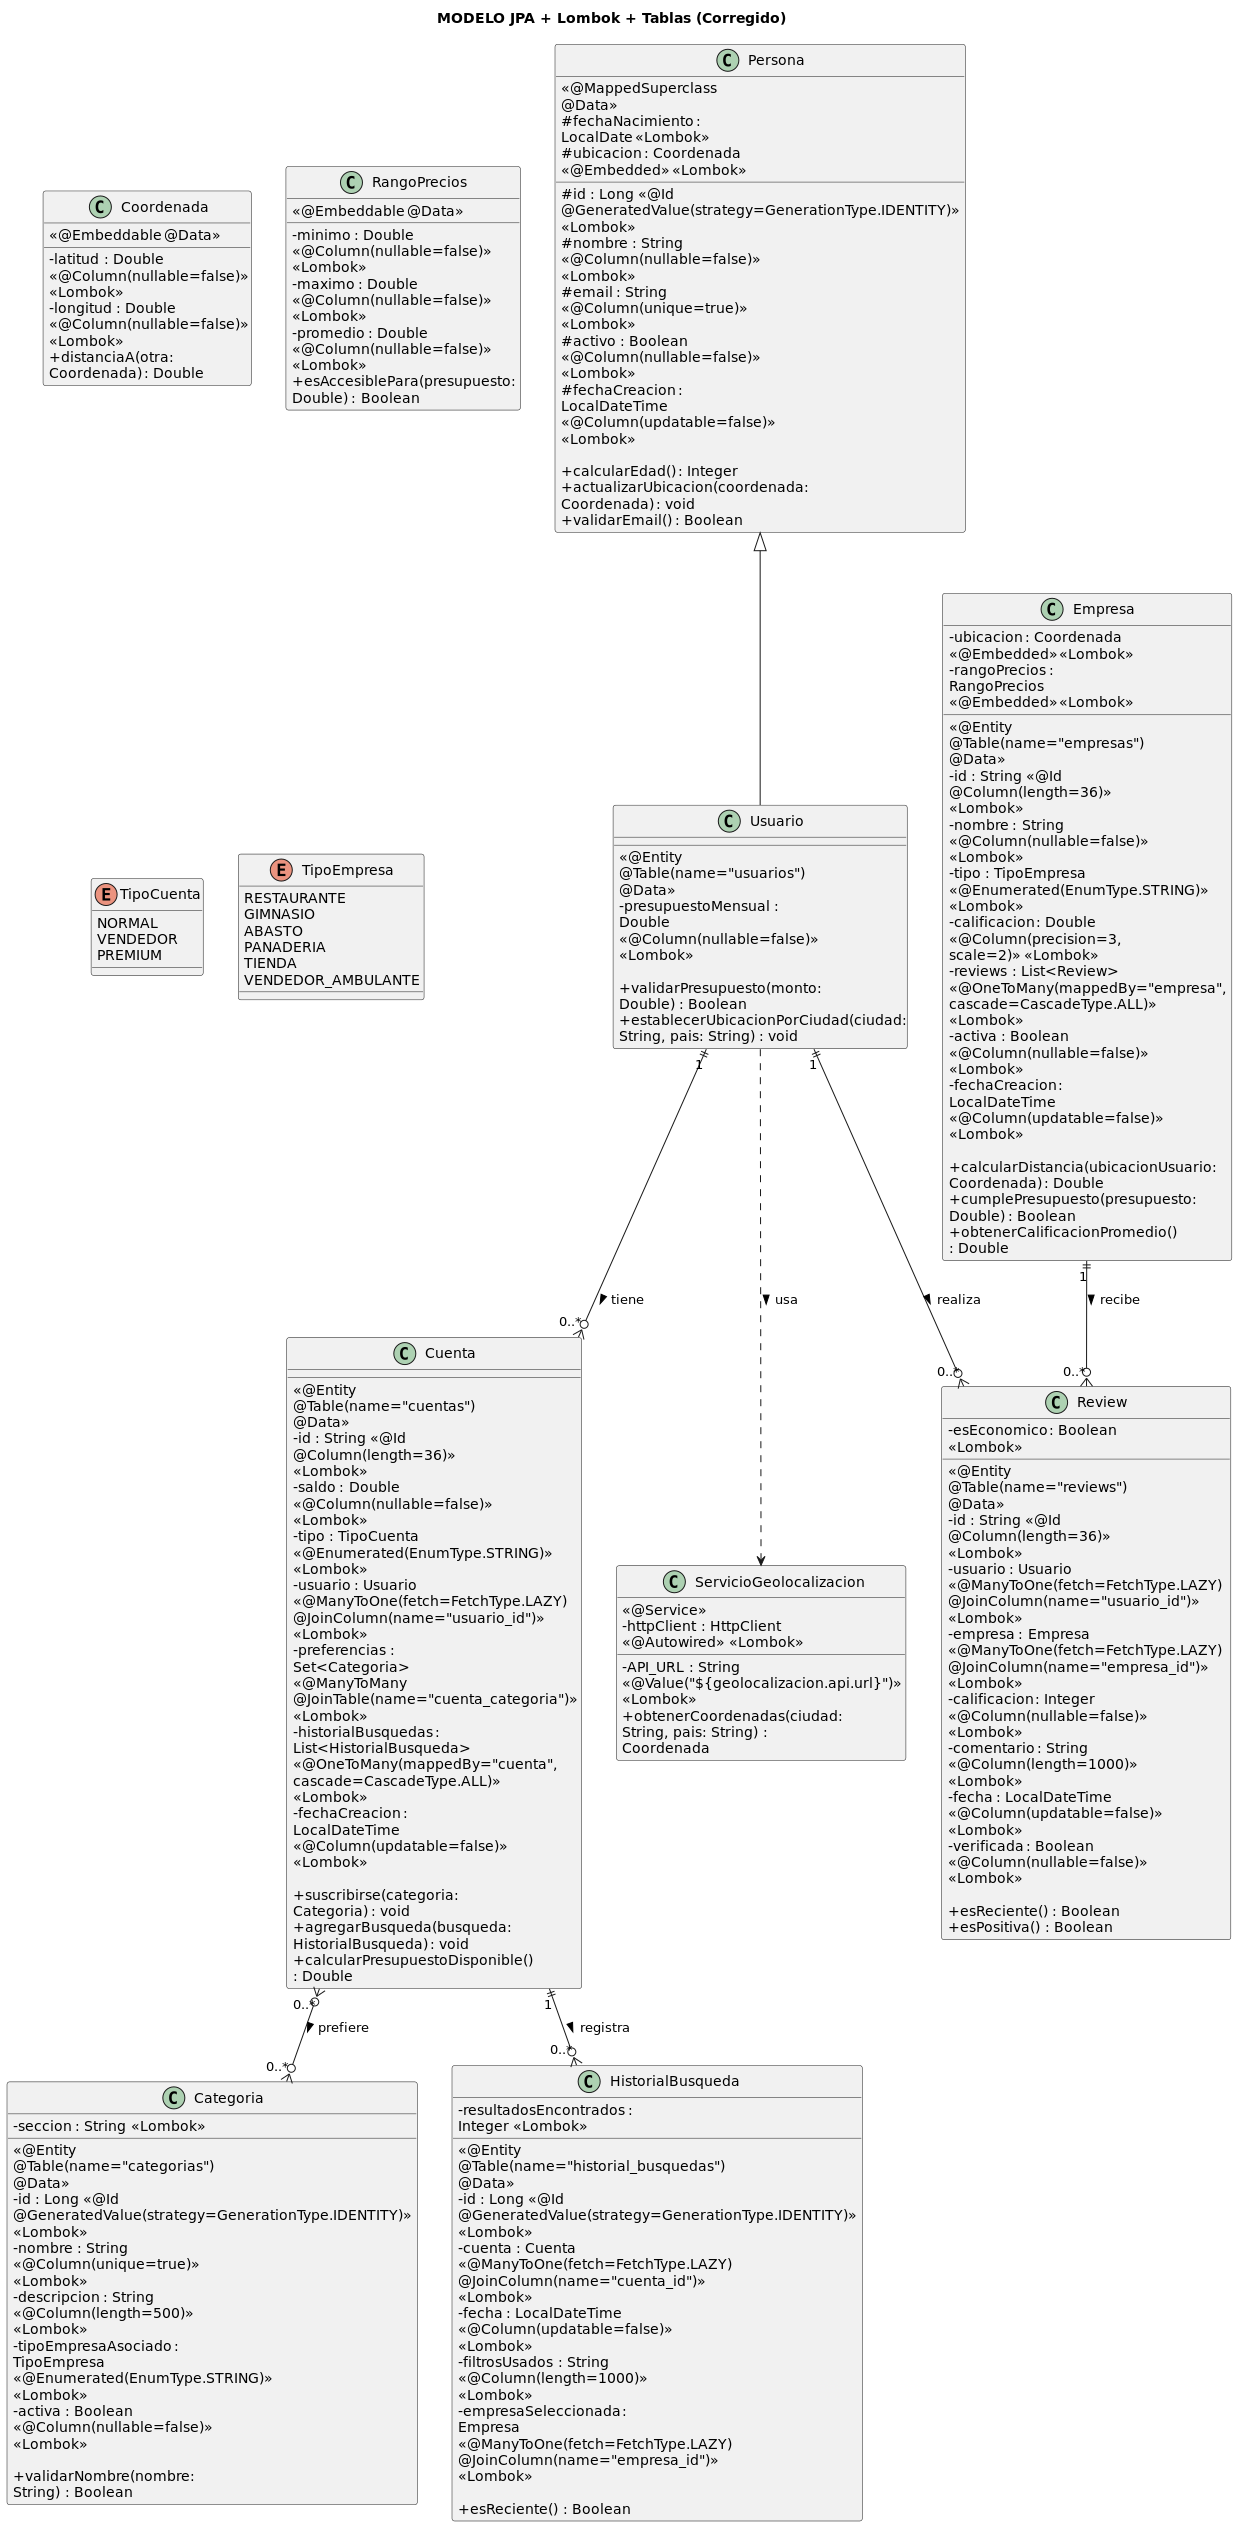 MODELO JPA + Lombok + Tablas (Corregido)
Persona
«@MappedSuperclass
@Data»
#fechaNacimiento :
LocalDate «Lombok»
#ubicacion : Coordenada
«@Embedded» «Lombok»
#id : Long «@Id
@GeneratedValue(strategy=GenerationType.IDENTITY)»
«Lombok»
#nombre : String
«@Column(nullable=false)»
«Lombok»
#email : String
«@Column(unique=true)»
«Lombok»
#activo : Boolean
«@Column(nullable=false)»
«Lombok»
#fechaCreacion :
LocalDateTime
«@Column(updatable=false)»
«Lombok»
+calcularEdad() : Integer
+actualizarUbicacion(coordenada:
Coordenada) : void
+validarEmail() : Boolean
Coordenada
«@Embeddable @Data»
-latitud : Double
«@Column(nullable=false)»
«Lombok»
-longitud : Double
«@Column(nullable=false)»
«Lombok»
+distanciaA(otra:
Coordenada) : Double
RangoPrecios
«@Embeddable @Data»
-minimo : Double
«@Column(nullable=false)»
«Lombok»
-maximo : Double
«@Column(nullable=false)»
«Lombok»
-promedio : Double
«@Column(nullable=false)»
«Lombok»
+esAccesiblePara(presupuesto:
Double) : Boolean
Empresa
-ubicacion : Coordenada
«@Embedded» «Lombok»
-rangoPrecios :
RangoPrecios
«@Embedded» «Lombok»
«@Entity
@Table(name="empresas")
@Data»
-id : String «@Id
@Column(length=36)»
«Lombok»
-nombre : String
«@Column(nullable=false)»
«Lombok»
-tipo : TipoEmpresa
«@Enumerated(EnumType.STRING)»
«Lombok»
-calificacion : Double
«@Column(precision=3,
scale=2)» «Lombok»
-reviews : List<Review>
«@OneToMany(mappedBy="empresa",
cascade=CascadeType.ALL)»
«Lombok»
-activa : Boolean
«@Column(nullable=false)»
«Lombok»
-fechaCreacion :
LocalDateTime
«@Column(updatable=false)»
«Lombok»
+calcularDistancia(ubicacionUsuario:
Coordenada) : Double
+cumplePresupuesto(presupuesto:
Double) : Boolean
+obtenerCalificacionPromedio()
: Double
Usuario
«@Entity
@Table(name="usuarios")
@Data»
-presupuestoMensual :
Double
«@Column(nullable=false)»
«Lombok»
+validarPresupuesto(monto:
Double) : Boolean
+establecerUbicacionPorCiudad(ciudad:
String, pais: String) : void
TipoCuenta
NORMAL
VENDEDOR
PREMIUM
TipoEmpresa
RESTAURANTE
GIMNASIO
ABASTO
PANADERIA
TIENDA
VENDEDOR_AMBULANTE
1
1
1
tiene
usa
realiza
recibe
0..*
0..*
0..*
Cuenta
«@Entity
@Table(name="cuentas")
@Data»
-id : String «@Id
@Column(length=36)»
«Lombok»
-saldo : Double
«@Column(nullable=false)»
«Lombok»
-tipo : TipoCuenta
«@Enumerated(EnumType.STRING)»
«Lombok»
-usuario : Usuario
«@ManyToOne(fetch=FetchType.LAZY)
@JoinColumn(name="usuario_id")»
«Lombok»
-preferencias :
Set<Categoria>
«@ManyToMany
@JoinTable(name="cuenta_categoria")»
«Lombok»
-historialBusquedas :
List<HistorialBusqueda>
«@OneToMany(mappedBy="cuenta",
cascade=CascadeType.ALL)»
«Lombok»
-fechaCreacion :
LocalDateTime
«@Column(updatable=false)»
«Lombok»
+suscribirse(categoria:
Categoria) : void
+agregarBusqueda(busqueda:
HistorialBusqueda) : void
+calcularPresupuestoDisponible()
: Double
ServicioGeolocalizacion
«@Service»
-httpClient : HttpClient
«@Autowired» «Lombok»
-API_URL : String
«@Value("${geolocalizacion.api.url}")»
«Lombok»
+obtenerCoordenadas(ciudad:
String, pais: String) :
Coordenada
Review
-esEconomico : Boolean
«Lombok»
«@Entity
@Table(name="reviews")
@Data»
-id : String «@Id
@Column(length=36)»
«Lombok»
-usuario : Usuario
«@ManyToOne(fetch=FetchType.LAZY)
@JoinColumn(name="usuario_id")»
«Lombok»
-empresa : Empresa
«@ManyToOne(fetch=FetchType.LAZY)
@JoinColumn(name="empresa_id")»
«Lombok»
-calificacion : Integer
«@Column(nullable=false)»
«Lombok»
-comentario : String
«@Column(length=1000)»
«Lombok»
-fecha : LocalDateTime
«@Column(updatable=false)»
«Lombok»
-verificada : Boolean
«@Column(nullable=false)»
«Lombok»
+esReciente() : Boolean
+esPositiva() : Boolean
0..*
1
prefiere
registra
0..*
0..*
Categoria
-seccion : String «Lombok»
«@Entity
@Table(name="categorias")
@Data»
-id : Long «@Id
@GeneratedValue(strategy=GenerationType.IDENTITY)»
«Lombok»
-nombre : String
«@Column(unique=true)»
«Lombok»
-descripcion : String
«@Column(length=500)»
«Lombok»
-tipoEmpresaAsociado :
TipoEmpresa
«@Enumerated(EnumType.STRING)»
«Lombok»
-activa : Boolean
«@Column(nullable=false)»
«Lombok»
+validarNombre(nombre:
String) : Boolean
HistorialBusqueda
-resultadosEncontrados :
Integer «Lombok»
«@Entity
@Table(name="historial_busquedas")
@Data»
-id : Long «@Id
@GeneratedValue(strategy=GenerationType.IDENTITY)»
«Lombok»
-cuenta : Cuenta
«@ManyToOne(fetch=FetchType.LAZY)
@JoinColumn(name="cuenta_id")»
«Lombok»
-fecha : LocalDateTime
«@Column(updatable=false)»
«Lombok»
-filtrosUsados : String
«@Column(length=1000)»
«Lombok»
-empresaSeleccionada :
Empresa
«@ManyToOne(fetch=FetchType.LAZY)
@JoinColumn(name="empresa_id")»
«Lombok»
+esReciente() : Boolean